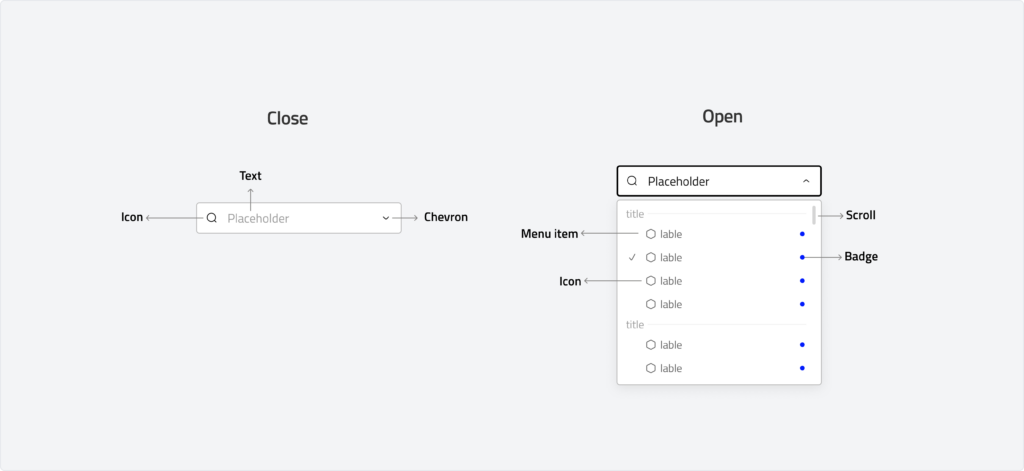 Close
Text
Icon
Placeholder
Chevron
Open
Placeholder
title
Scroll
Menu item
lable
lable
Badge
Icon
lable
lable
title
lable
lable